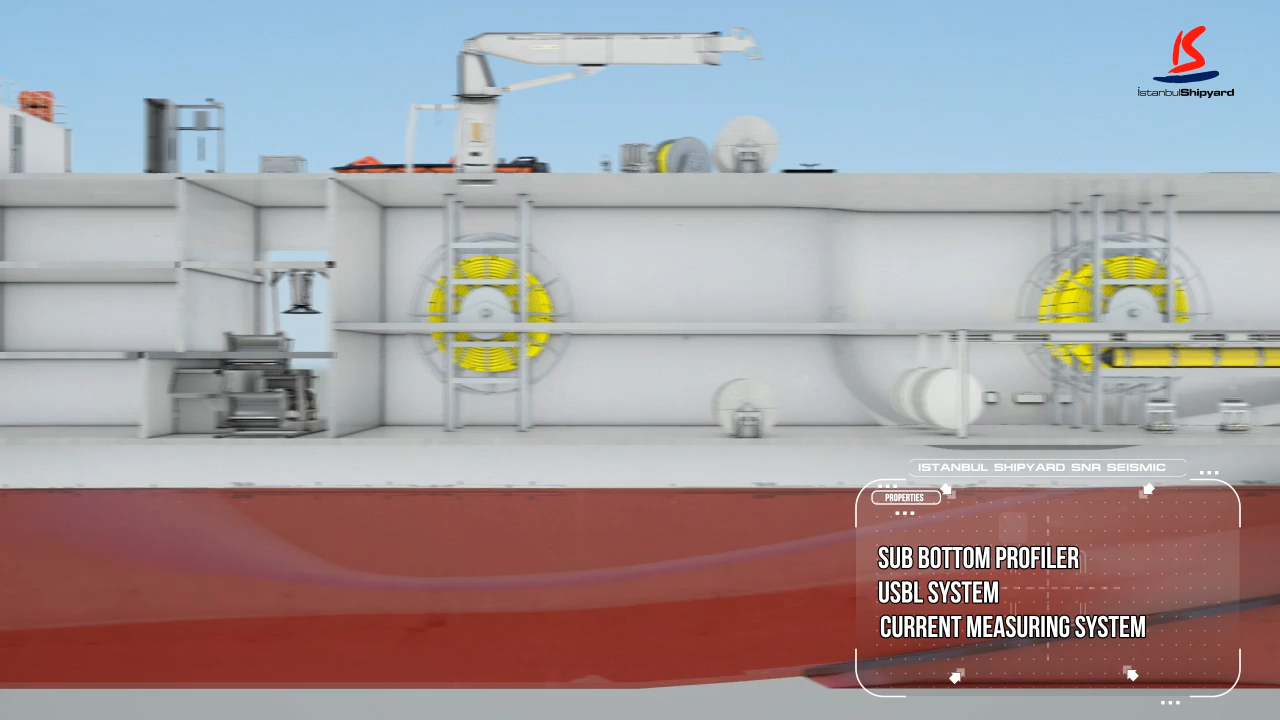 İstanbulShipyard
ISTANBUL SHIPYARD SNR SEISMIC
PROPERTIES
SUB BOTTOM PROFILER
USBL SYSTEM
CURRENT MEASURING SYSTEM